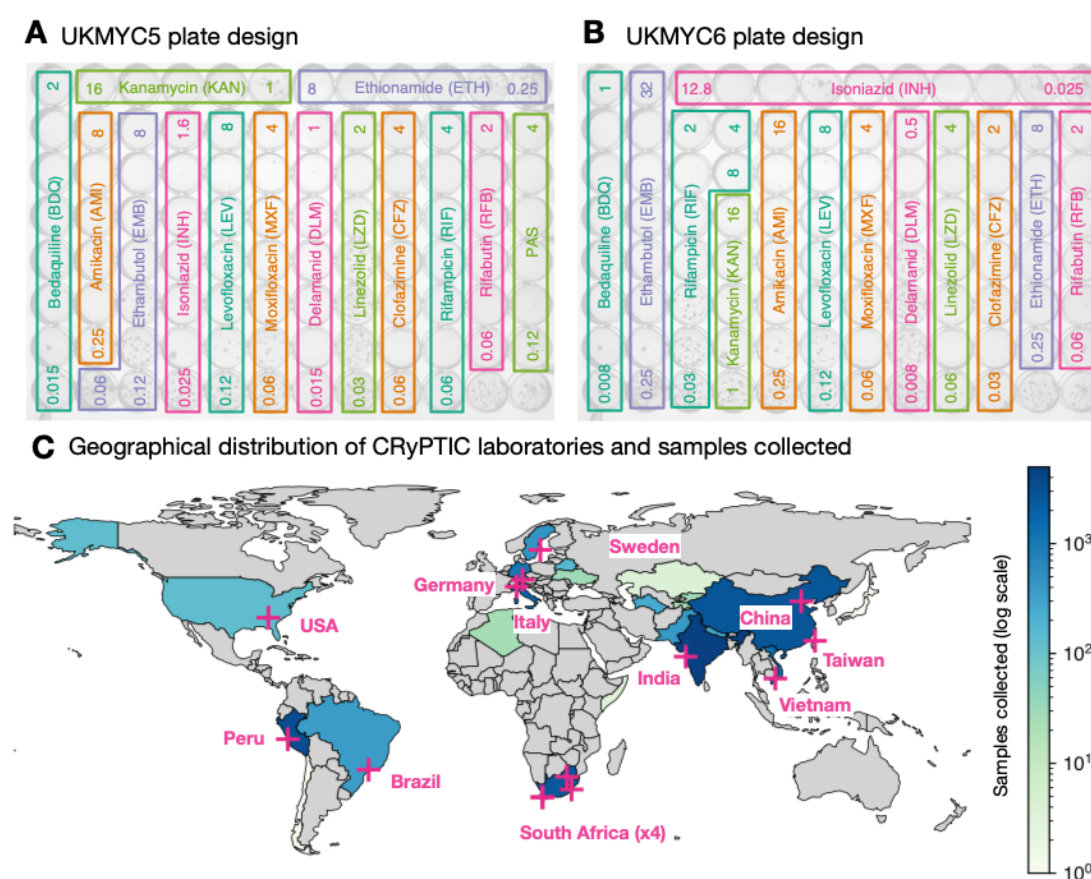 A UKMYC5 plate design
2
16 Kanamycin (KAN) 1
8 Ethionamide (ETH) 0.25
8
8
1.6
8
4
1
2
4
4
2
4
Bedaquiline (BDQ)
Amikacin (AMI)
Ethambutol (EMB)
Isoniazid (INH)
Levofloxacin (LEV)
Moxifloxacin (MXF)
Delamanid (DLM)
Linezolid (LZD)
Clofazimine (CFZ)
Rifampicin (RIF)
Rifabutin (RFB)
PAS
0.25
0.06
0.12
0.015
0.06
0.12
0.025
0.12
0.06
0.015
0.03
0.06
0.06
B UKMYC6 plate design
1
32
12.8 Isoniazid (INH) 0.025
2
4
8
16
16
8
4
0.5
4
2
8
2
Bedaquiline (BDQ)
Ethambutol (EMB)
Rifampicin (RIF)
Kanamycin (KAN)
Amikacin (AMI)
Levofloxacin (LEV)
Moxifloxacin (MXF)
Delamanid (DLM)
Linezolid (LZD)
Clofazimine (CFZ)
Ethionamide (ETH)
Rifabutin (RFB)
0.25
0.06
0.008
0.25
0.03
1
0.25
0.12
0.06
0.008
0.06
0.03
C Geographical distribution of CRyPTIC laboratories and samples collected
Sweden
Germany
Italy
USA
China
Taiwan
India
Vietnam
Peru
Brazil
South Africa (x4)
Samples collected (log scale)
10³
10²
10¹
10⁰